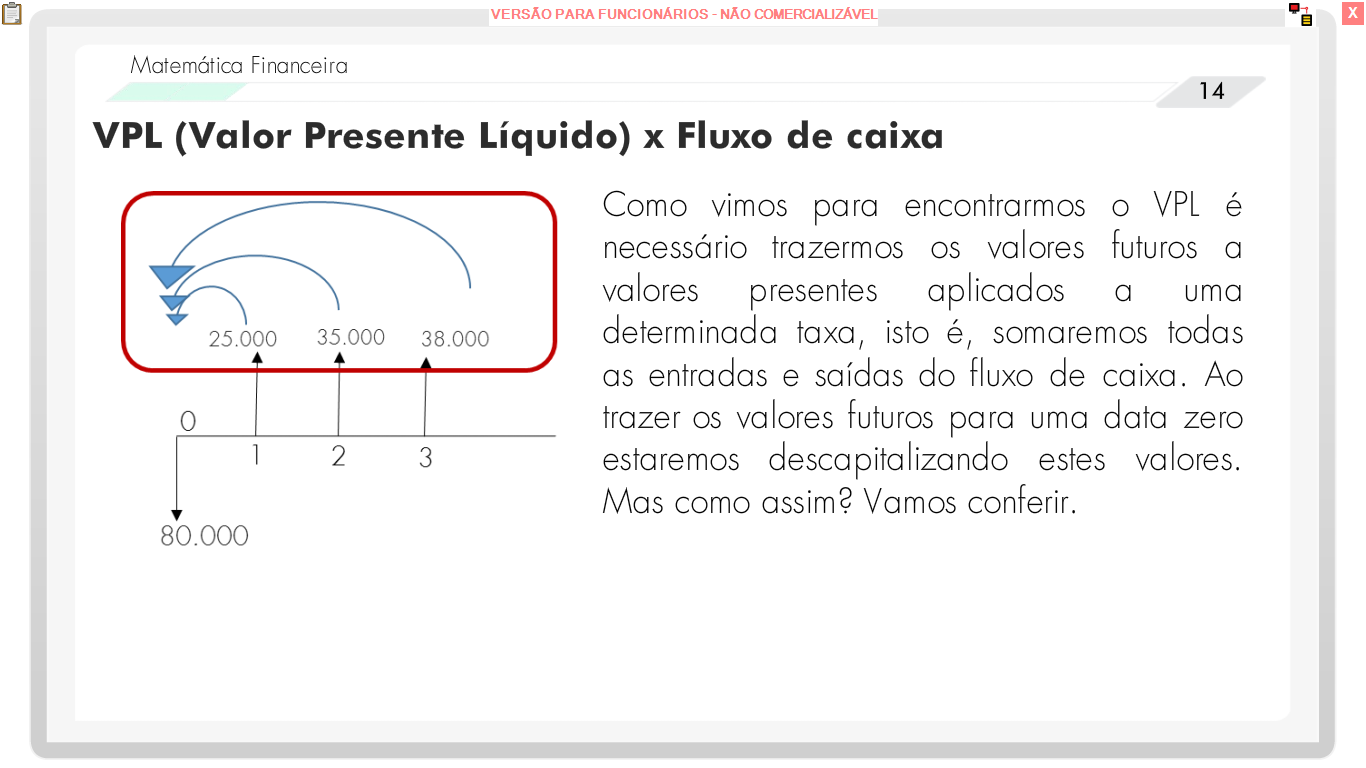 VERSÃO PARA FUNCIONÁRIOS - NÃO COMERCIALIZÁVEL
X
Matemática Financeira
14
VPL (Valor Presente Líquido) x Fluxo de caixa
25.000 35.000 38.000
0
1 2 3
80.000
Como vimos para encontrarmos o VPL é
necessário trazermos os valores futuros a
valores presentes aplicados a uma
determinada taxa, isto é, somaremos todas
as entradas e saídas do fluxo de caixa. Ao
trazer os valores futuros para uma data zero
estaremos descapitalizando estes valores.
Mas como assim? Vamos conferir.